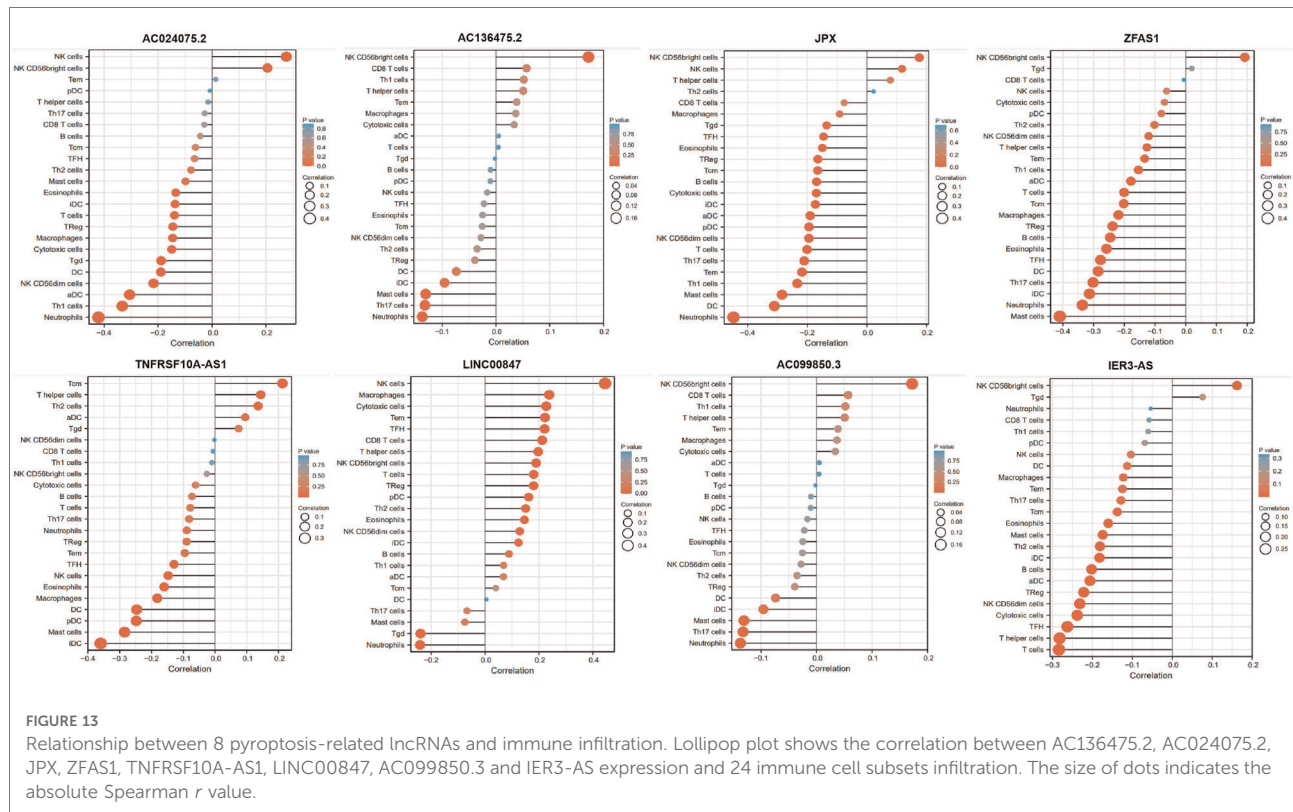 AC024075.2
NK cells
NK CD56bright cells
Tem
pDC
T helper cells
Th17 cells
CD8 T cells
B cells
Tcm
TFH
Th2 cells
Mast cells
Eosinophils
iDC
T cells
TReg
Macrophages
Cytotoxic cells
Tgd
DC
NK CD56dim cells
aDC
Th1 cells
Neutrophils
−0.4 −0.2 0.0 0.2
Correlation
P value
0.8
0.6
0.4
0.2
0.0
Correlation
0.1
0.2
0.3
0.4
AC136475.2
NK CD56bright cells
CD8 T cells
Th1 cells
T helper cells
Tem
Macrophages
Cytotoxic cells
aDC
T cells
Tgd
B cells
pDC
NK cells
TFH
Eosinophils
Tcm
NK CD56dim cells
Th2 cells
TReg
DC
iDC
Mast cells
Th17 cells
Neutrophils
−0.1 0.0 0.1 0.2
Correlation
P value
0.75
0.50
0.25
Correlation
0.04
0.08
0.12
0.16
JPX
NK CD56bright cells
NK cells
T helper cells
Th2 cells
CD8 T cells
Macrophages
Tgd
TFH
Eosinophils
TReg
Tcm
B cells
Cytotoxic cells
iDC
aDC
pDC
NK CD56dim cells
T cells
Th17 cells
Tem
Th1 cells
Mast cells
DC
Neutrophils
−0.4 −0.2 0.0 0.2
Correlation
P value
0.6
0.4
0.2
0.0
Correlation
0.1
0.2
0.3
0.4
ZFAS1
NK CD56bright cells
Tgd
CD8 T cells
NK cells
Cytotoxic cells
pDC
Th2 cells
NK CD56dim cells
T helper cells
Tem
Th1 cells
aDC
T cells
Tcm
Macrophages
TReg
B cells
Eosinophils
TFH
DC
Th17 cells
iDC
Neutrophils
Mast cells
−0.4 −0.3 −0.2 −0.1 0.0 0.1 0.2
Correlation
P value
0.75
0.50
0.25
Correlation
0.1
0.2
0.3
0.4
TNFRSF10A-AS1
Tcm
T helper cells
Th2 cells
aDC
Tgd
NK CD56dim cells
CD8 T cells
Th1 cells
NK CD56bright cells
Cytotoxic cells
B cells
T cells
Th17 cells
Neutrophils
TReg
Tem
TFH
NK cells
Eosinophils
Macrophages
DC
pDC
Mast cells
iDC
−0.4 −0.3 −0.2 −0.1 0.0 0.1 0.2
Correlation
P value
0.75
0.50
0.25
Correlation
0.1
0.2
0.3
LINC00847
NK cells
Macrophages
Cytotoxic cells
Tem
TFH
CD8 T cells
T helper cells
NK CD56bright cells
T cells
TReg
pDC
Th2 cells
Eosinophils
NK CD56dim cells
iDC
B cells
Th1 cells
aDC
Tcm
DC
Th17 cells
Mast cells
Tgd
Neutrophils
−0.2 0.0 0.2 0.4
Correlation
P value
0.75
0.50
0.25
0.00
Correlation
0.1
0.2
0.3
0.4
AC099850.3
NK CD56bright cells
CD8 T cells
Th1 cells
T helper cells
Tem
Macrophages
Cytotoxic cells
aDC
T cells
Tgd
B cells
pDC
NK cells
TFH
Eosinophils
Tcm
NK CD56dim cells
Th2 cells
TReg
DC
iDC
Mast cells
Th17 cells
Neutrophils
−0.1 0.0 0.1 0.2
Correlation
P value
0.75
0.50
0.25
Correlation
0.04
0.08
0.12
0.16
IER3-AS
NK CD56bright cells
Tgd
Neutrophils
CD8 T cells
Th1 cells
pDC
NK cells
DC
Macrophages
Tem
Th17 cells
Tcm
Eosinophils
Mast cells
Th2 cells
iDC
B cells
aDC
TReg
NK CD56dim cells
Cytotoxic cells
TFH
T helper cells
T cells
−0.3 −0.2 −0.1 0.0 0.1 0.2
Correlation
P value
0.3
0.2
0.1
Correlation
0.10
0.15
0.20
0.25
FIGURE 13
Relationship between 8 pyroptosis-related lncRNAs and immune infiltration. Lollipop plot shows the correlation between AC136475.2, AC024075.2,
JPX, ZFAS1, TNFRSF10A-AS1, LINC00847, AC099850.3 and IER3-AS expression and 24 immune cell subsets infiltration. The size of dots indicates the
absolute Spearman r value.